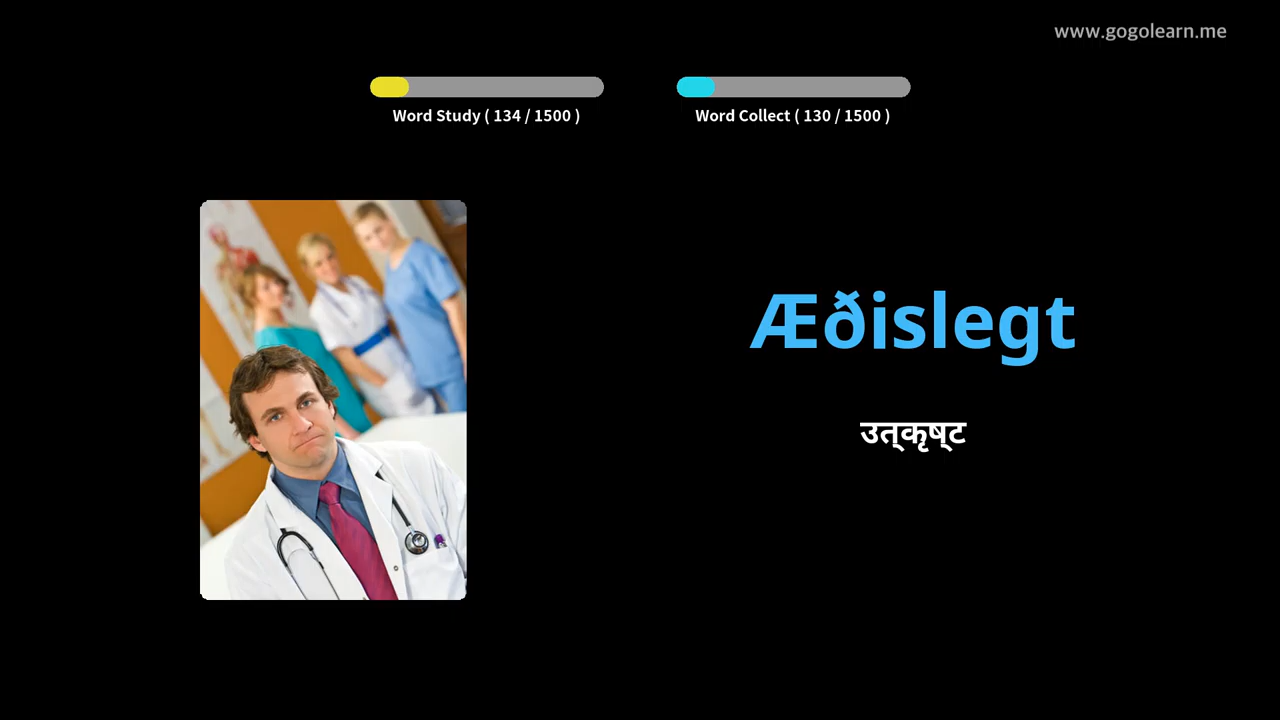 www.gogolearn.me
Word Study ( 134 / 1500 )
Word Collect ( 130 / 1500 )
Æðislegt
उत्कृष्ट